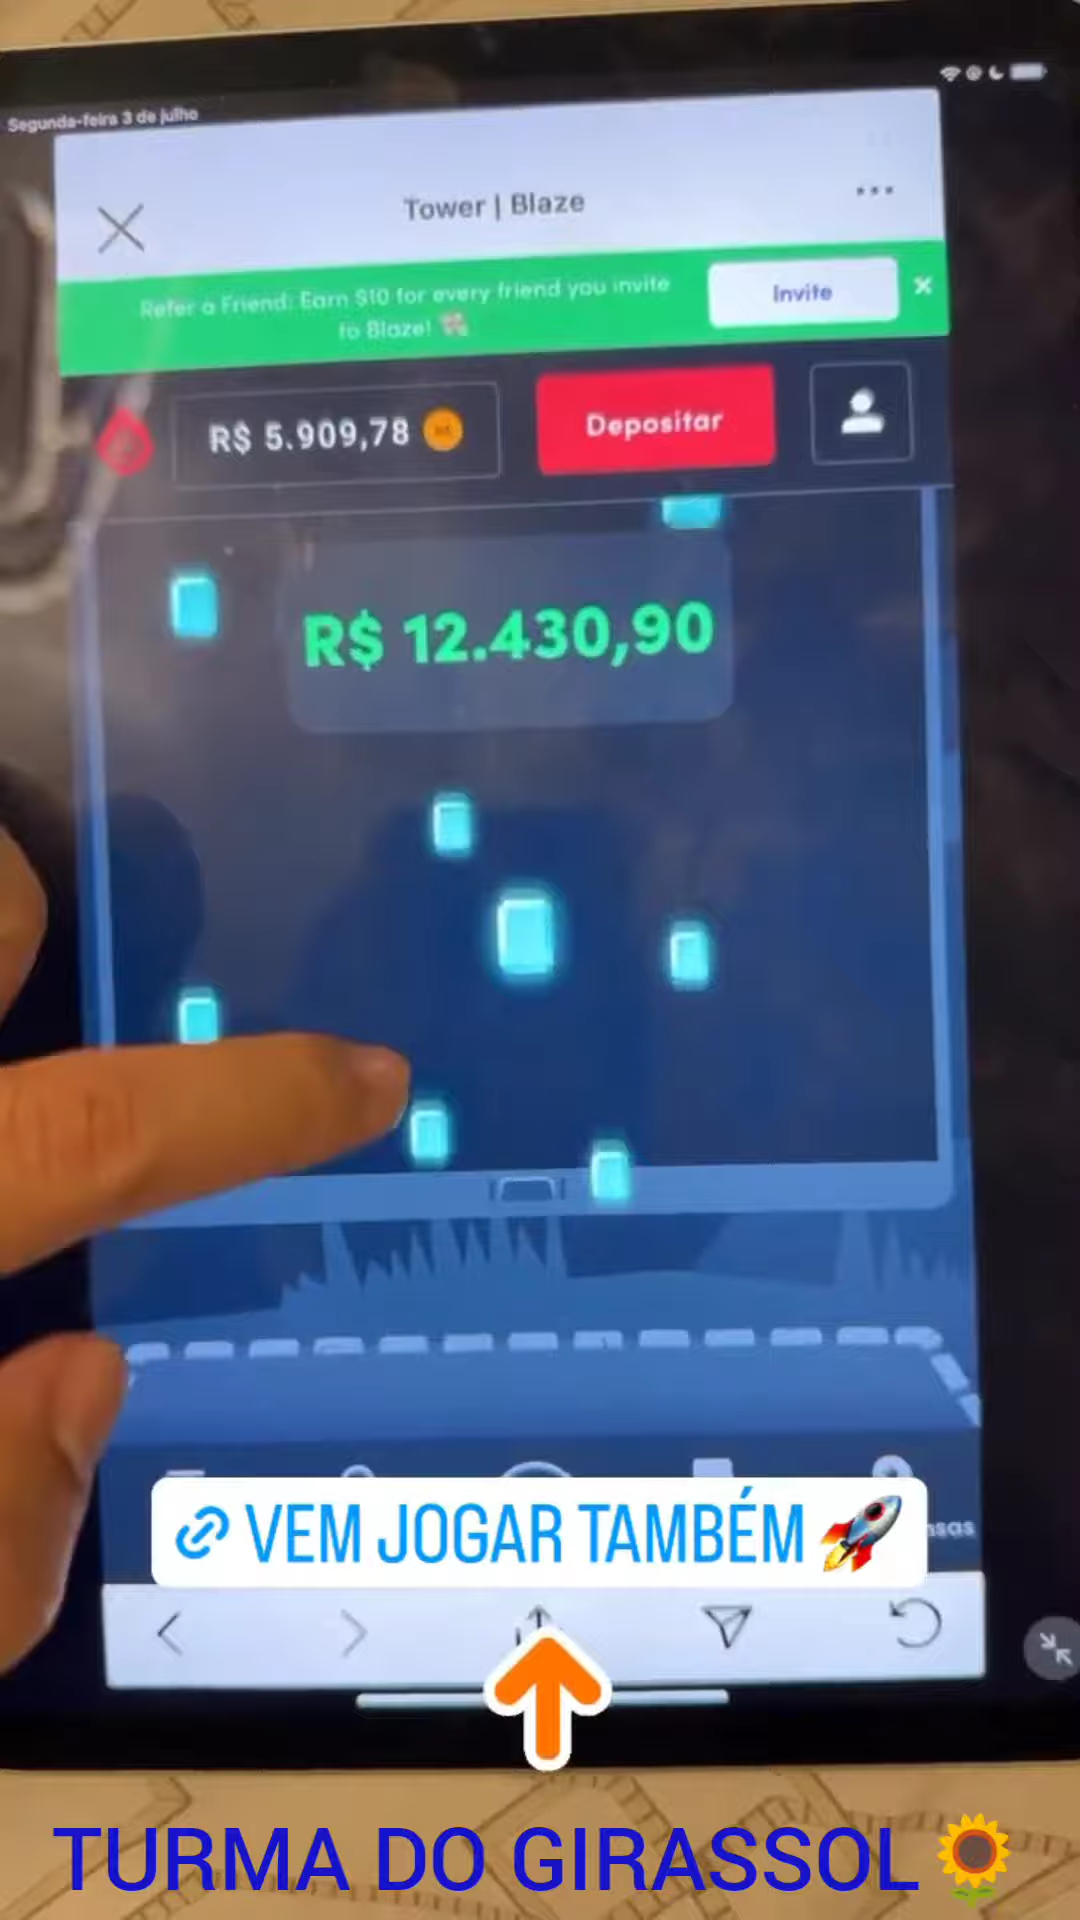 Segunda-feira 3 de julho
Tower | Blaze
Refer a Friend: Earn $10 for every friend you invite
to Blaze!
Invite
R$ 5.909,78
Depositar
R$ 12.430,90
VEM JOGAR TAMBÉM
TURMA DO GIRASSOL